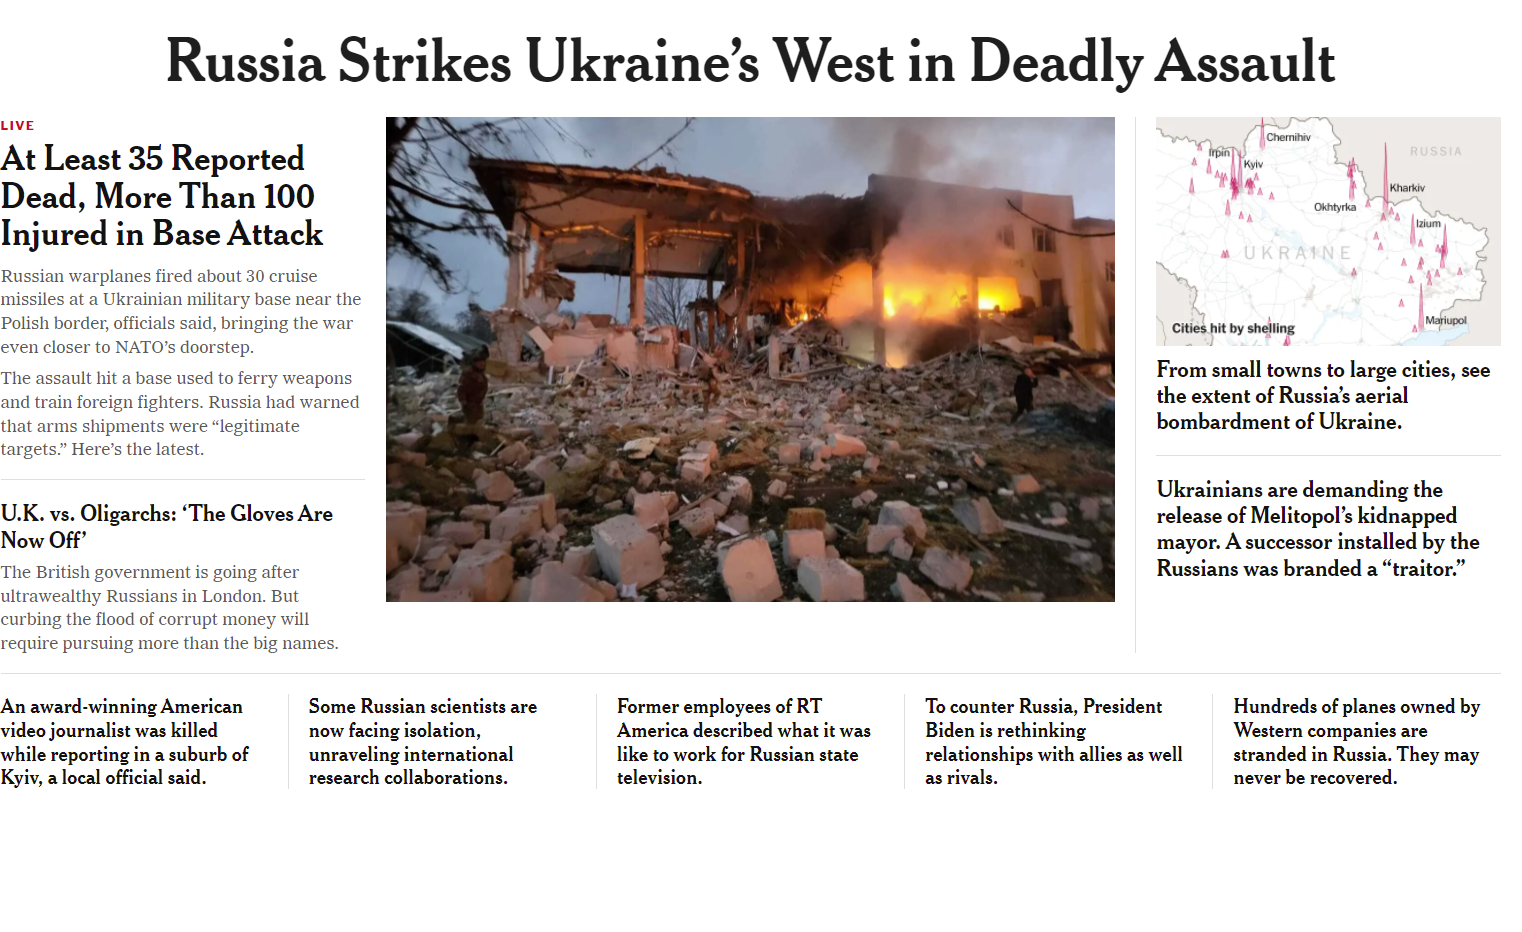 Russia Strikes Ukraine’s West in Deadly Assault
LIVE
At Least 35 Reported
Dead, More Than 100
Injured in Base Attack
Russian warplanes fired about 30 cruise
missiles at a Ukrainian military base near the
Polish border, officials said, bringing the war
even closer to NATO’s doorstep.
The assault hit a base used to ferry weapons
and train foreign fighters. Russia had warned
that arms shipments were “legitimate
targets.” Here’s the latest.
U.K. vs. Oligarchs: ‘The Gloves Are
Now Off’
The British government is going after
ultrawealthy Russians in London. But
curbing the flood of corrupt money will
require pursuing more than the big names.
Chernihiv
Irpin
RUSSIA
Kyiv
Kharkiv
Okhtyrka
Izium
UKRAINE
Mariupol
Cities hit by shelling
From small towns to large cities, see
the extent of Russia’s aerial
bombardment of Ukraine.
Ukrainians are demanding the
release of Melitopol’s kidnapped
mayor. A successor installed by the
Russians was branded a “traitor.”
An award-winning American
video journalist was killed
while reporting in a suburb of
Kyiv, a local official said.
Some Russian scientists are
now facing isolation,
unraveling international
research collaborations.
Former employees of RT
America described what it was
like to work for Russian state
television.
To counter Russia, President
Biden is rethinking
relationships with allies as well
as rivals.
Hundreds of planes owned by
Western companies are
stranded in Russia. They may
never be recovered.